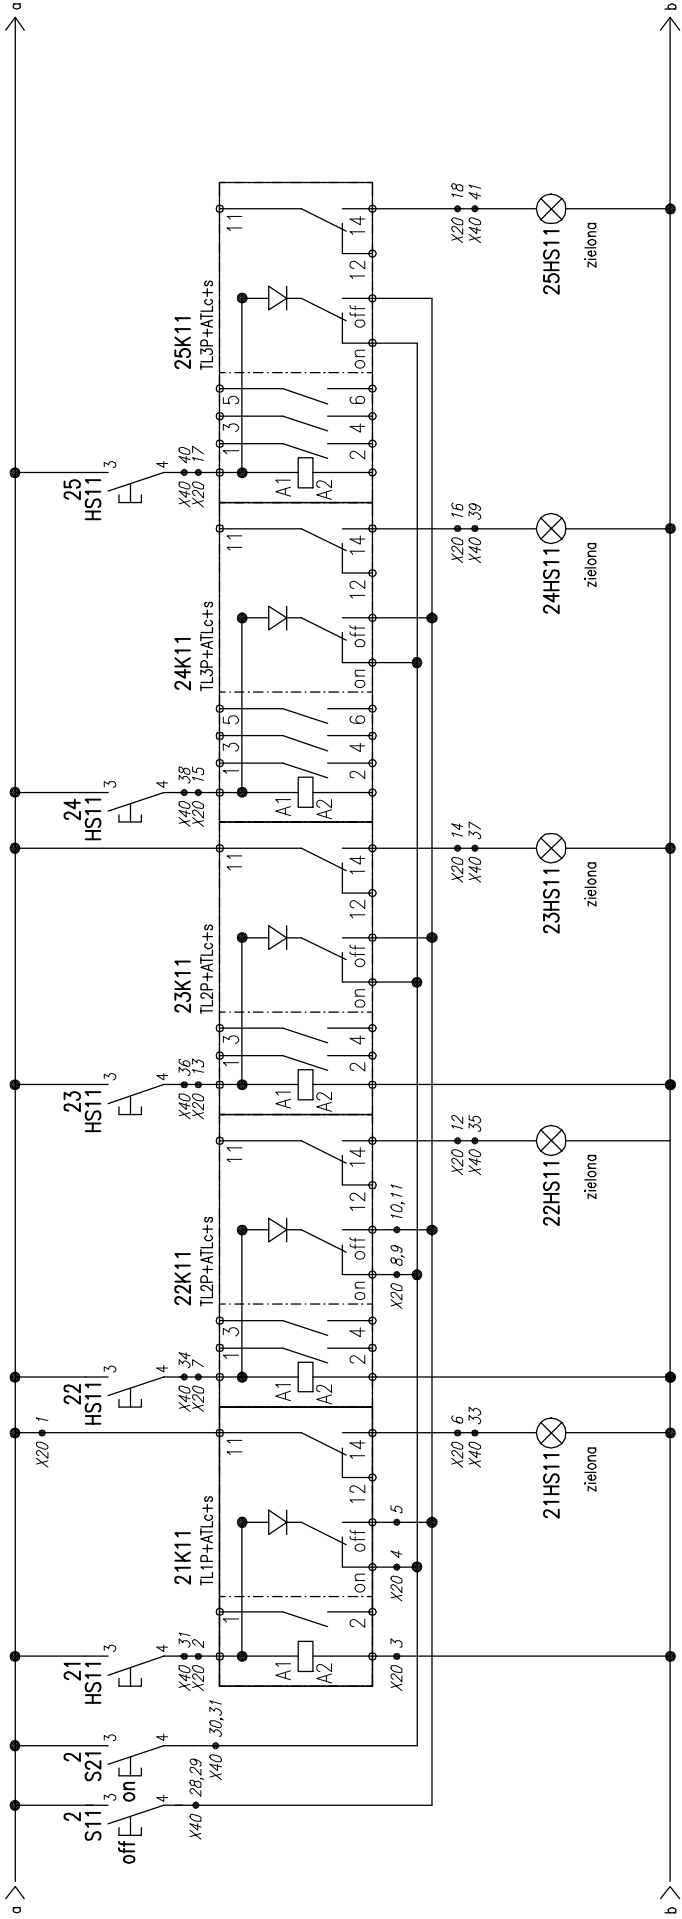 a
a
b
b
2
S11
off
3
4
X40
28,29
2
S21
on
3
4
X40
30,31
21
HS11
3
4
X40 31
X20 2
21K11
TL1P+ATLc+s
A1
A2
1
2
on
off
11
12
14
X20 3
X20 4
5
X20 1
X20 6
X40 33
21HS11
zielona
22
HS11
3
4
X40 34
X20 7
22K11
TL2P+ATLc+s
A1
A2
1
3
2
4
on
off
11
12
14
X20 8,9
10,11
X20 12
X40 35
22HS11
zielona
23
HS11
3
4
X40 36
X20 13
23K11
TL2P+ATLc+s
A1
A2
1
3
2
4
on
off
11
12
14
X20 14
X40 37
23HS11
zielona
24
HS11
3
4
X40 38
X20 15
24K11
TL3P+ATLc+s
A1
A2
1
3
5
2
4
6
on
off
11
12
14
X20 16
X40 39
24HS11
zielona
25
HS11
3
4
X40 40
X20 17
25K11
TL3P+ATLc+s
A1
A2
1
3
5
2
4
6
on
off
11
12
14
X20 18
X40 41
25HS11
zielona